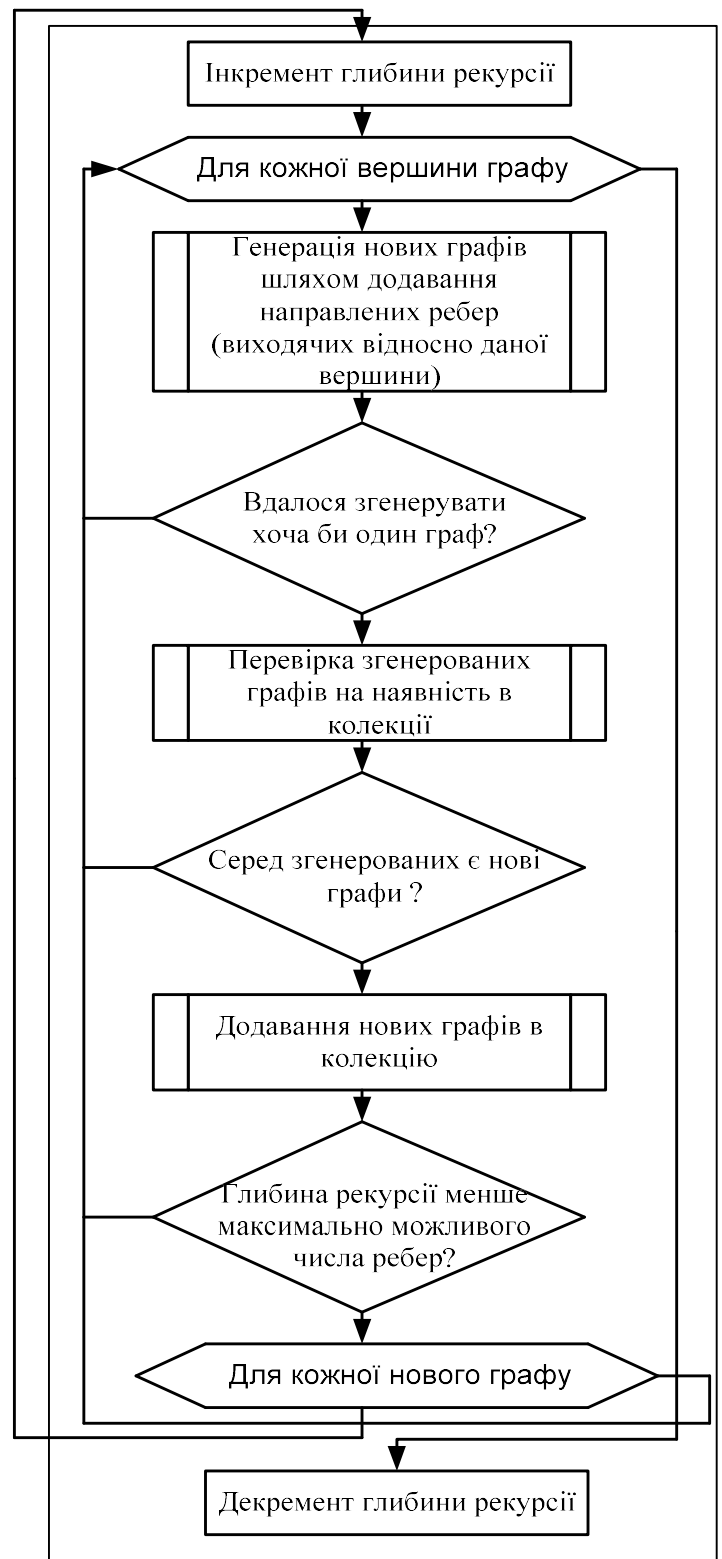 Інкремент глибини рекурсії
Для кожної вершини графу
Генерація нових графів
шляхом додавання
направлених ребер
(виходячих відносно даної
вершини)
Вдалося згенерувати
хоча би один граф?
Перевірка згенерованих
графів на наявність в
колекції
Серед згенерованих є нові
графи ?
Додавання нових графів в
колекцію
Глибина рекурсії менше
максимально можливого
числа ребер?
Для кожної нового графу
Декремент глибини рекурсії